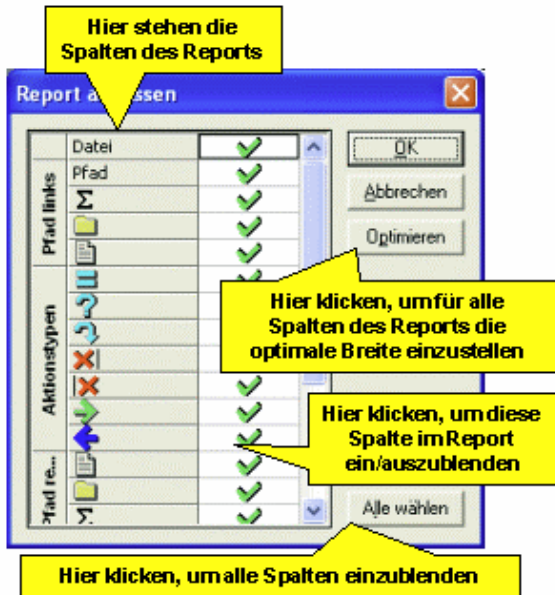 Hier stehen die
Spalten des Reports
Report a ssen
Datei
OK
Pfad links
Pfad
Σ
Abbrechen
Optimieren
Aktionstypen
Hier klicken, um für alle
Spalten des Reports die
optimale Breite einzustellen
Hier klicken, um diese
Spalte im Report
ein/auszublenden
Pfad re...
Σ
Alle wählen
Hier klicken, um alle Spalten einzublenden